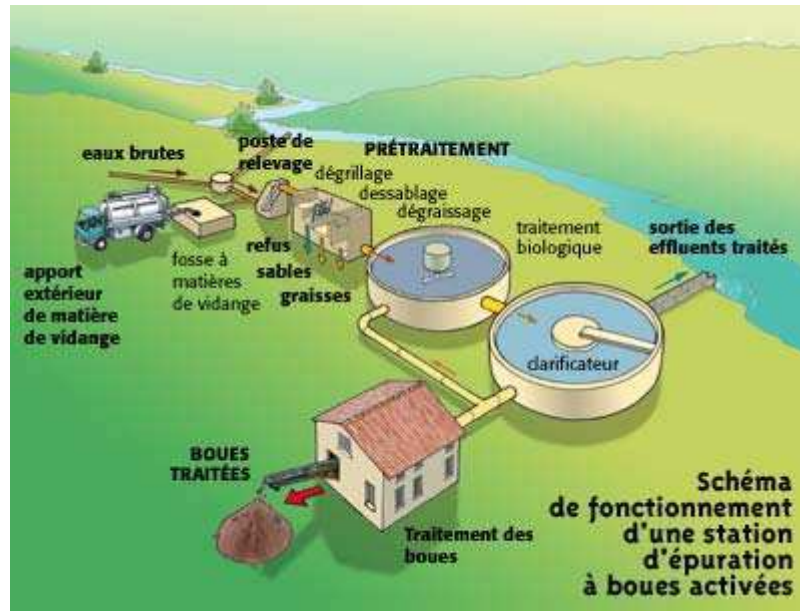 eaux brutes
poste de
relevage
PRÉTRAITEMENT
dégrillage
dessablage
dégraissage
traitement
biologique
sortie des
effluents traités
apport
extérieur
de matière
de vidange
fosse à
matières
de vidange
refus
sables
graisses
clarificateur
BOUES
TRAITÉES
Traitement des
boues
Schéma
de fonctionnement
d'une station
d'épuration
à boues activées